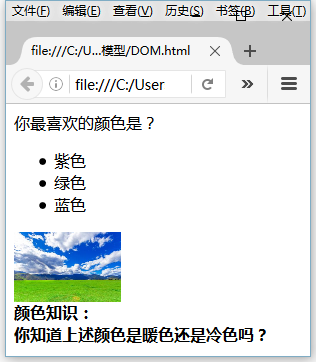 文件(F) 编辑(E) 查看(V) 历史(S) 书签(B) 工具(T)
file:///C:/U...模型/DOM.html
file:///C:/User
你最喜欢的颜色是？
紫色
绿色
蓝色
颜色知识：
你知道上述颜色是暖色还是冷色吗？